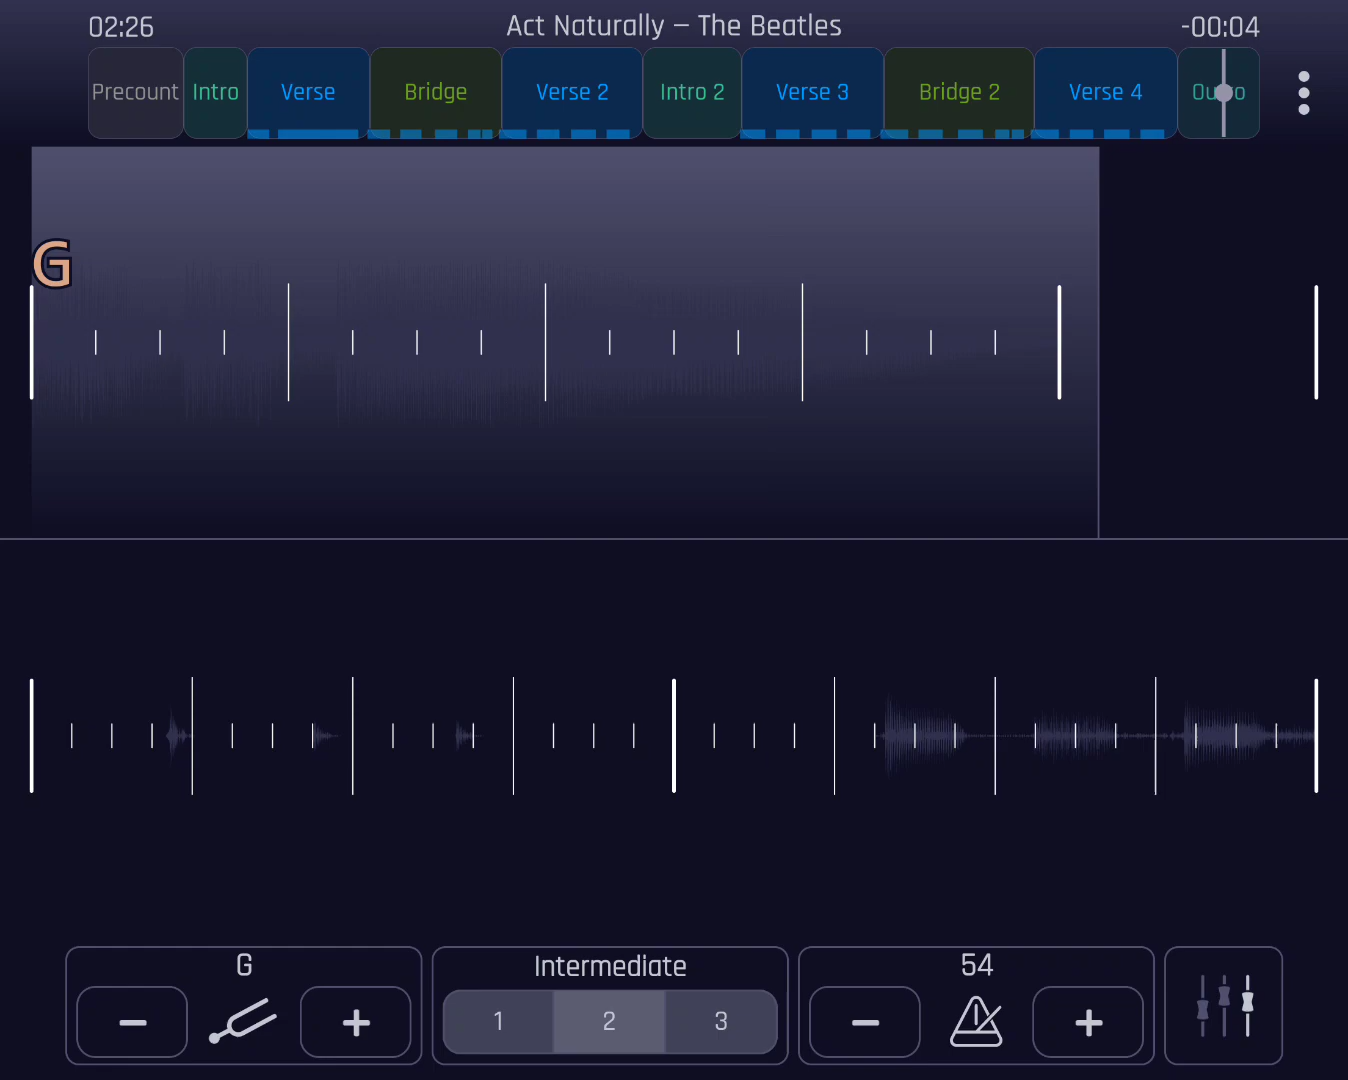 02:26
Act Naturally – The Beatles
-00:04
Precount
Intro
Verse
Bridge
Verse 2
Intro 2
Verse 3
Bridge 2
Verse 4
G
G
Intermediate
54
1
2
3